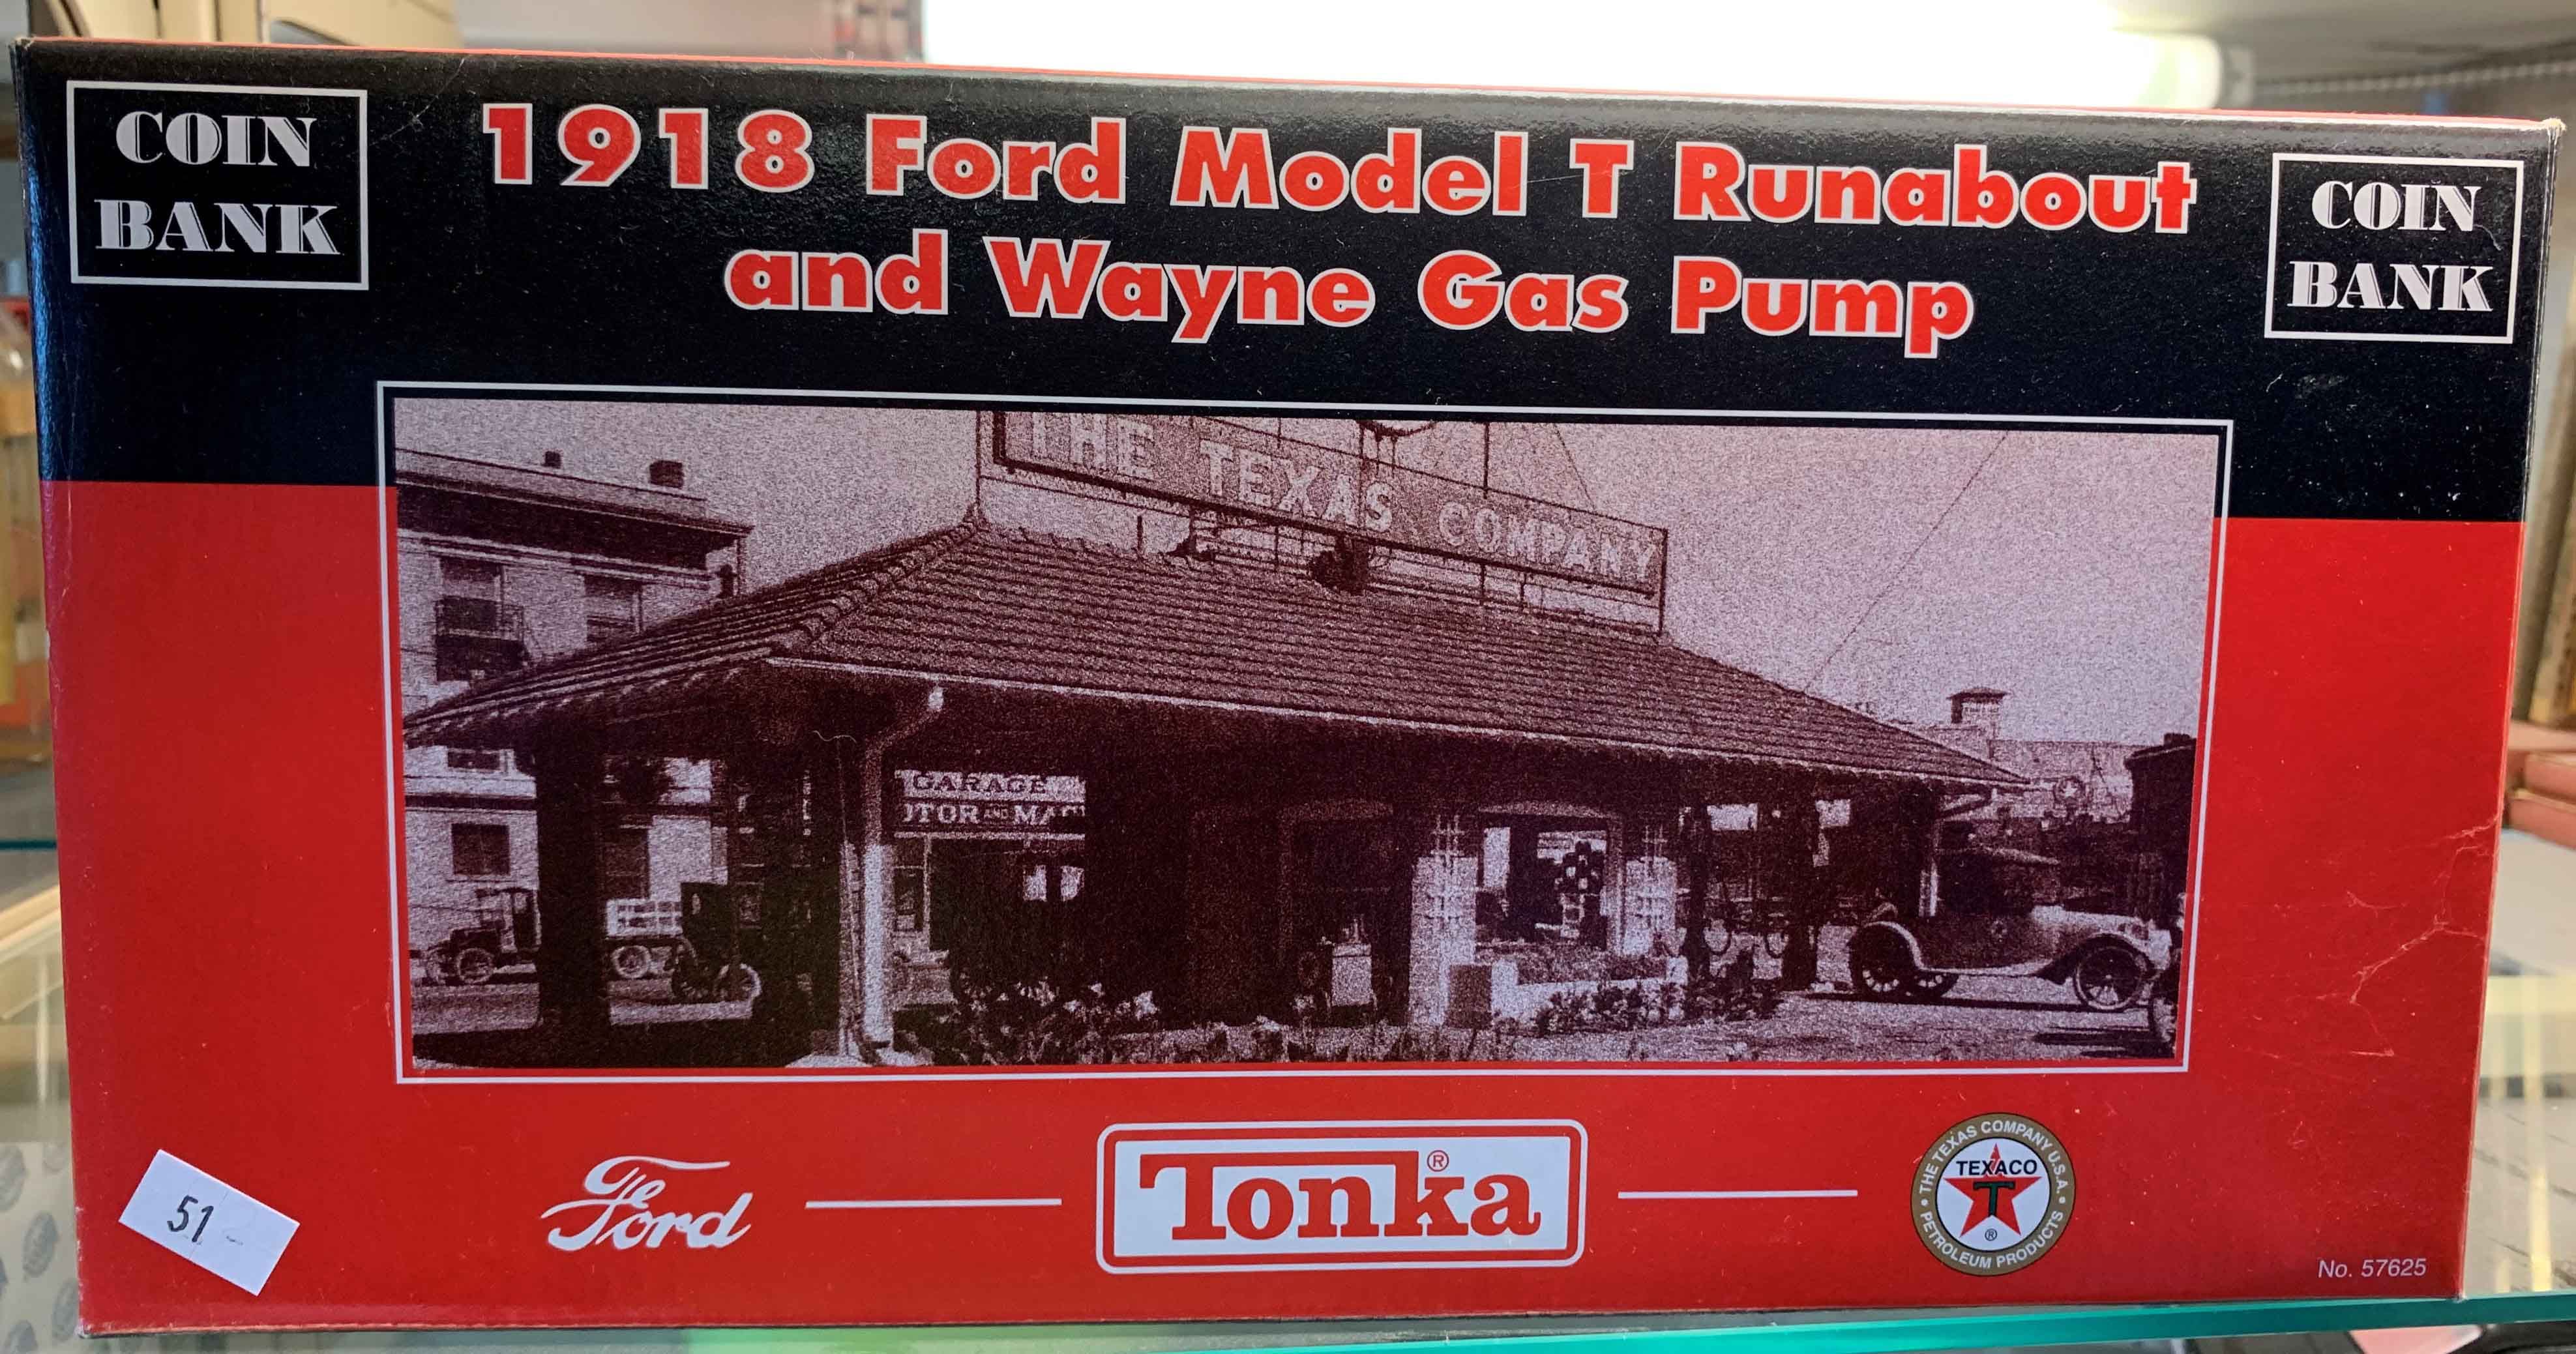 COIN
BANK
1918 Ford Model T Runabout
and Wayne Gas Pump
COIN
BANK
THE TEXAS COMPANY
GARAGE
OTOR AND MA
Ford
Tonka®
THE TEXAS COMPANY U.S.A.
TEXACO
T
®
PETROLEUM PRODUCTS
51-
No. 57625